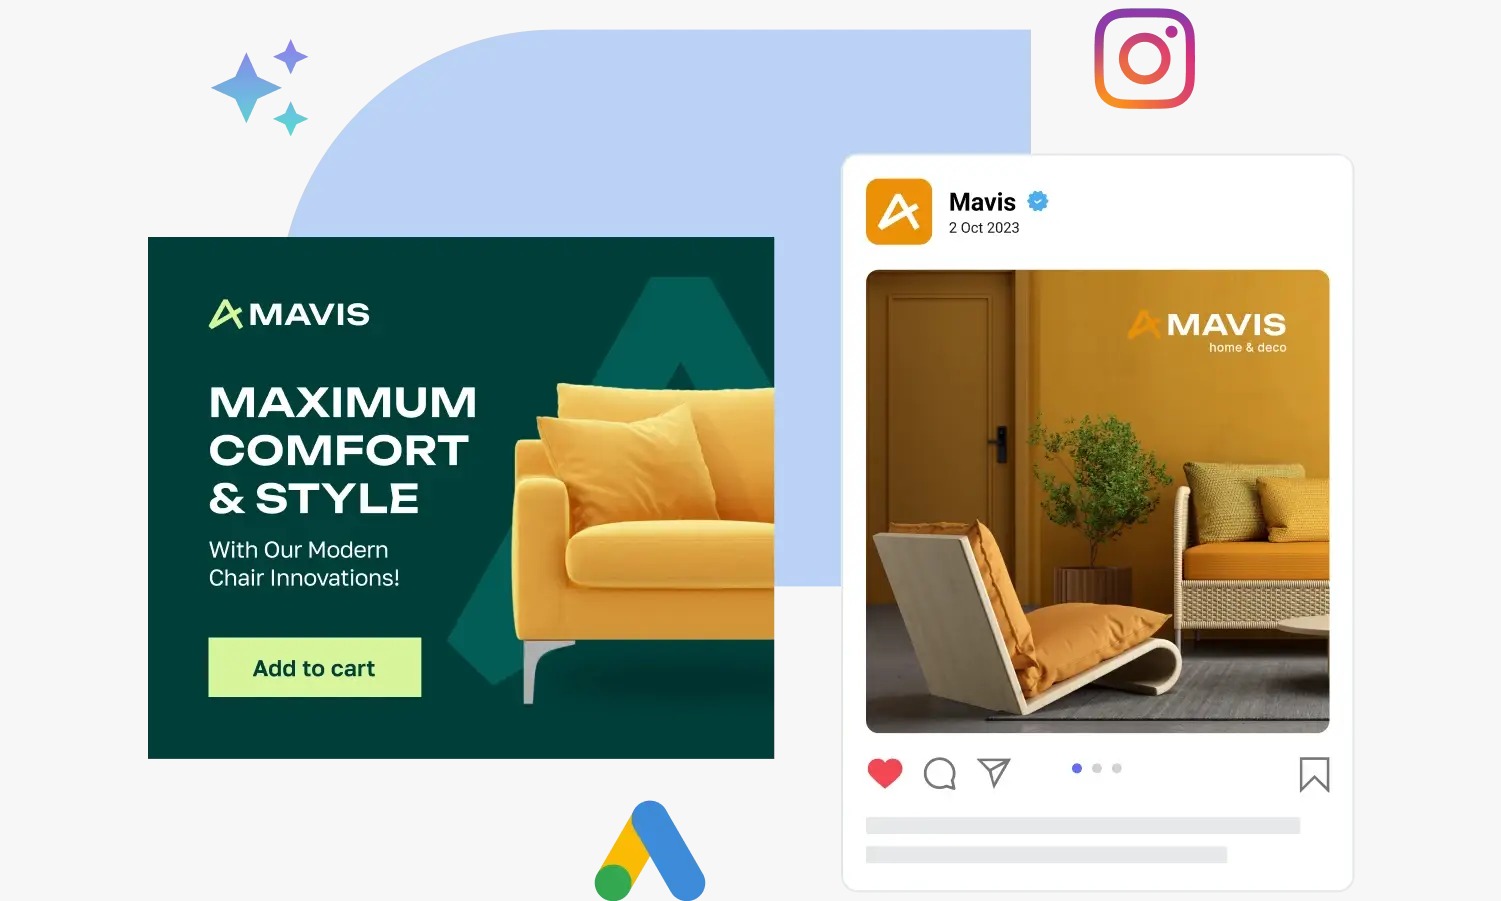 MAVIS
MAXIMUM
COMFORT
& STYLE
With Our Modern
Chair Innovations!
Add to cart
Mavis
2 Oct 2023
MAVIS
home & deco